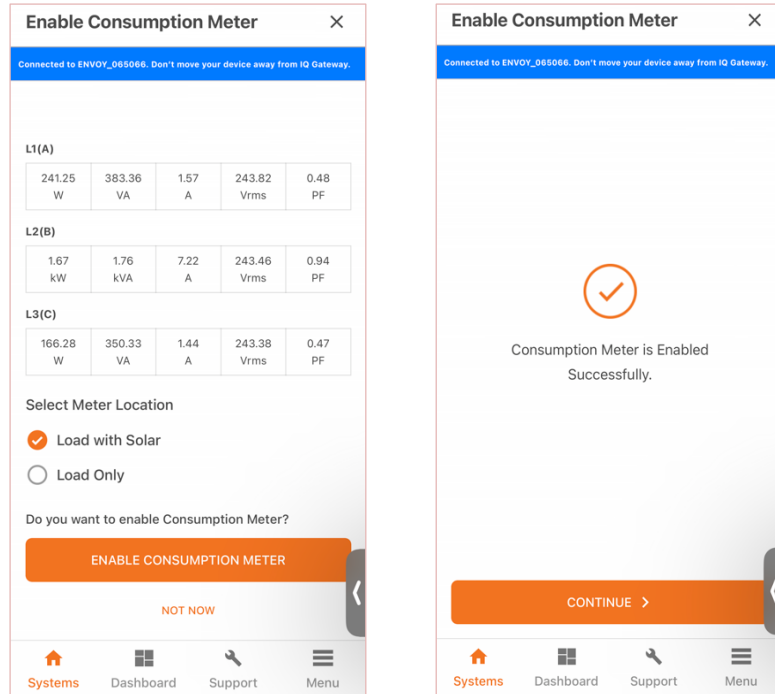 Enable Consumption Meter
Connected to ENVOY_065066. Don't move your device away from IQ Gateway.
L1(A)
241.25 383.36 1.57 243.82 0.48
W VA A Vrms PF
L2(B)
1.67 1.76 7.22 243.46 0.94
kW kVA A Vrms PF
L3(C)
166.28 350.33 1.44 243.38 0.47
W VA A Vrms PF
Select Meter Location
Load with Solar
Load Only
Do you want to enable Consumption Meter?
ENABLE CONSUMPTION METER
NOT NOW
Systems Dashboard Support Menu
Enable Consumption Meter
Connected to ENVOY_065066. Don't move your device away from IQ Gateway.
Consumption Meter is Enabled
Successfully.
CONTINUE
Systems Dashboard Support Menu